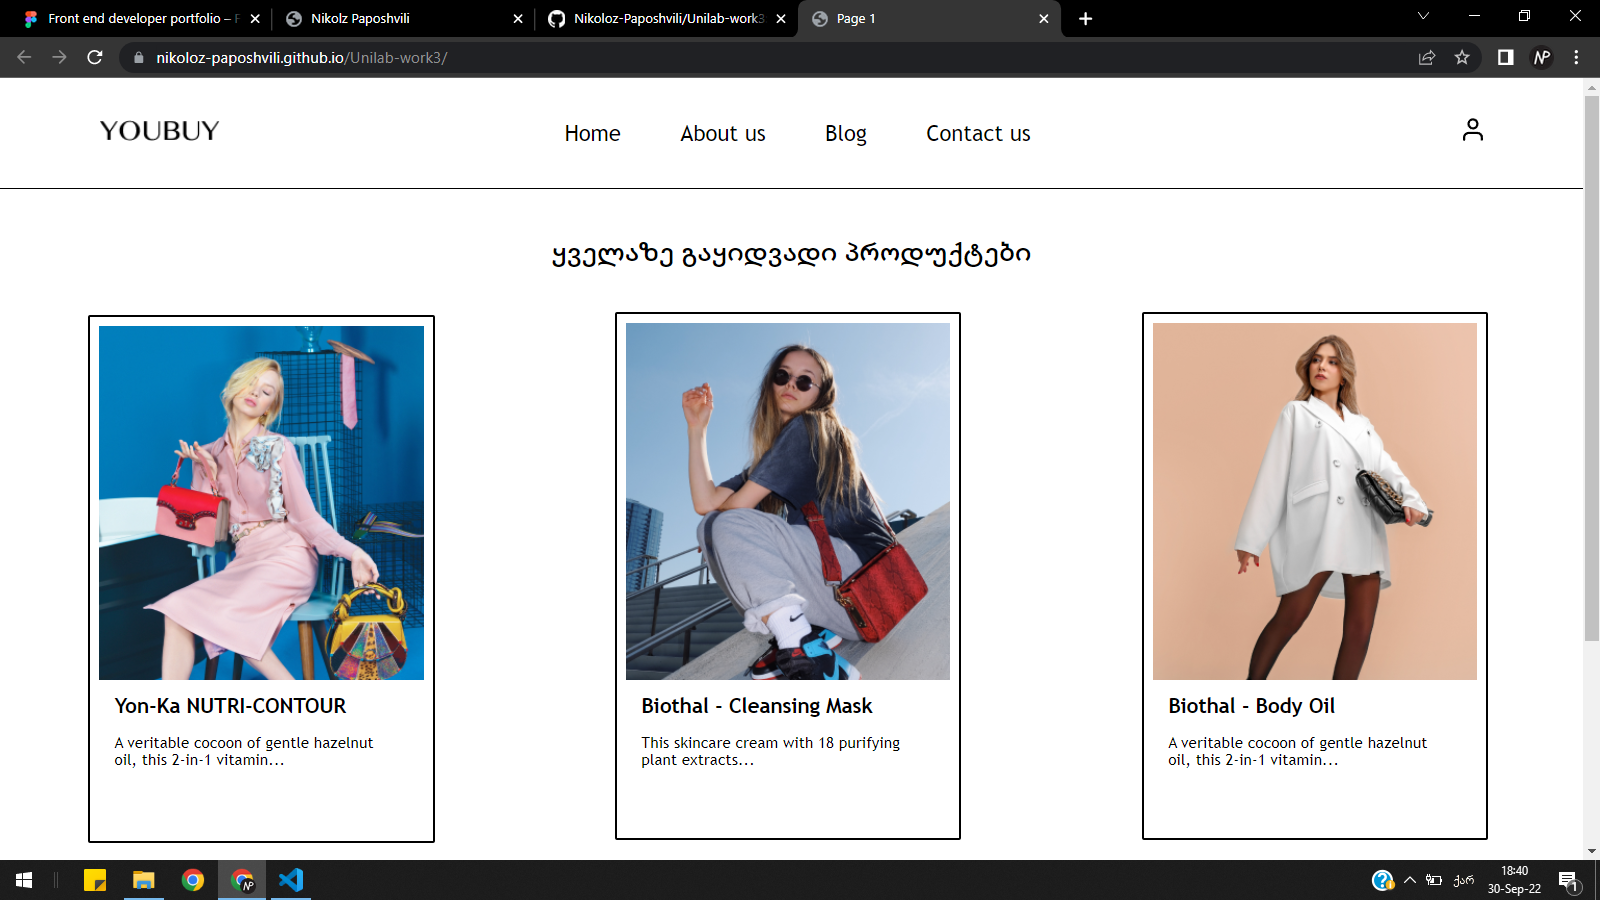 Front end developer portfolio – F
Nikolz Paposhvili
Nikoloz-Paposhvili/Unilab-work3
Page 1
nikoloz-paposhvili.github.io/Unilab-work3/
NP
YOUBUY
Home
About us
Blog
Contact us
ყველაზე გაყიდვადი პროდუქტები
Yon-Ka NUTRI-CONTOUR
A veritable cocoon of gentle hazelnut
oil, this 2-in-1 vitamin...
Biothal - Cleansing Mask
This skincare cream with 18 purifying
plant extracts...
Biothal - Body Oil
A veritable cocoon of gentle hazelnut
oil, this 2-in-1 vitamin...
NP
ქარ
18:40
30-Sep-22
1